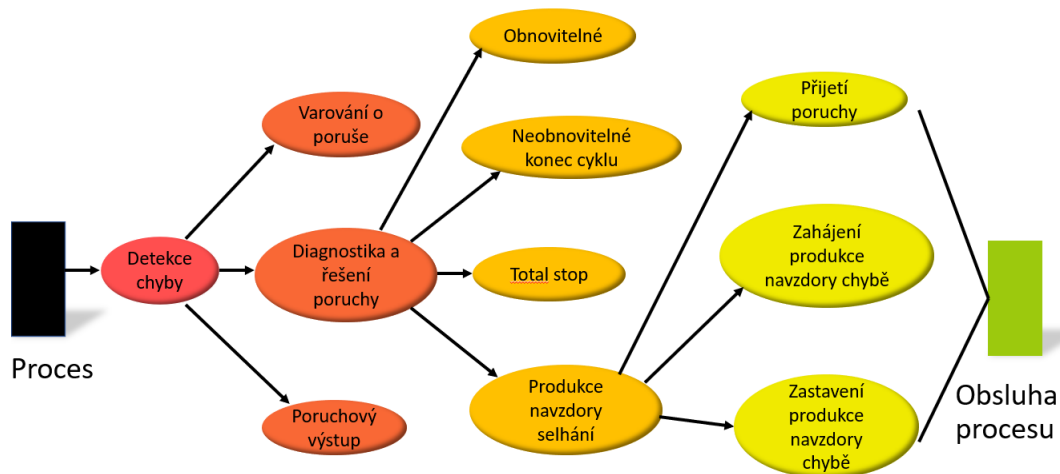 Proces
Detekce
chyby
Varování o
poruše
Diagnostika a
řešení
poruchy
Poruchový
výstup
Obnovitelné
Neobnovitelné
konec cyklu
Total stop
Produkce
navzdory
selhání
Přijetí
poruchy
Zahájení
produkce
navzdory chybě
Zastavení
produkce
navzdory
chybě
Obsluha
procesu